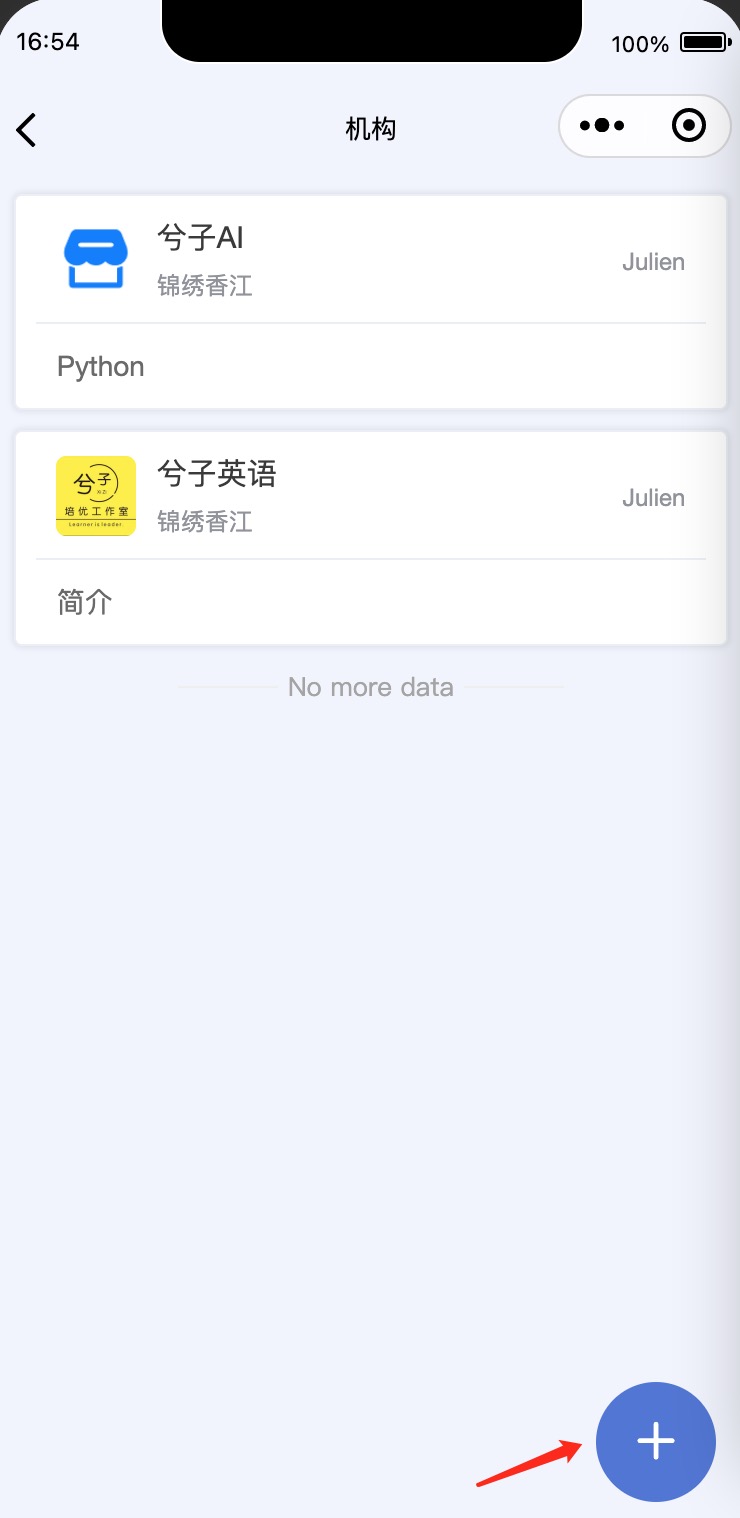 16:54
100%
机构
兮子AI
锦绣香江
Julien
Python
兮子
XIZI
培优工作室
Learner is leader.
兮子英语
锦绣香江
Julien
简介
No more data